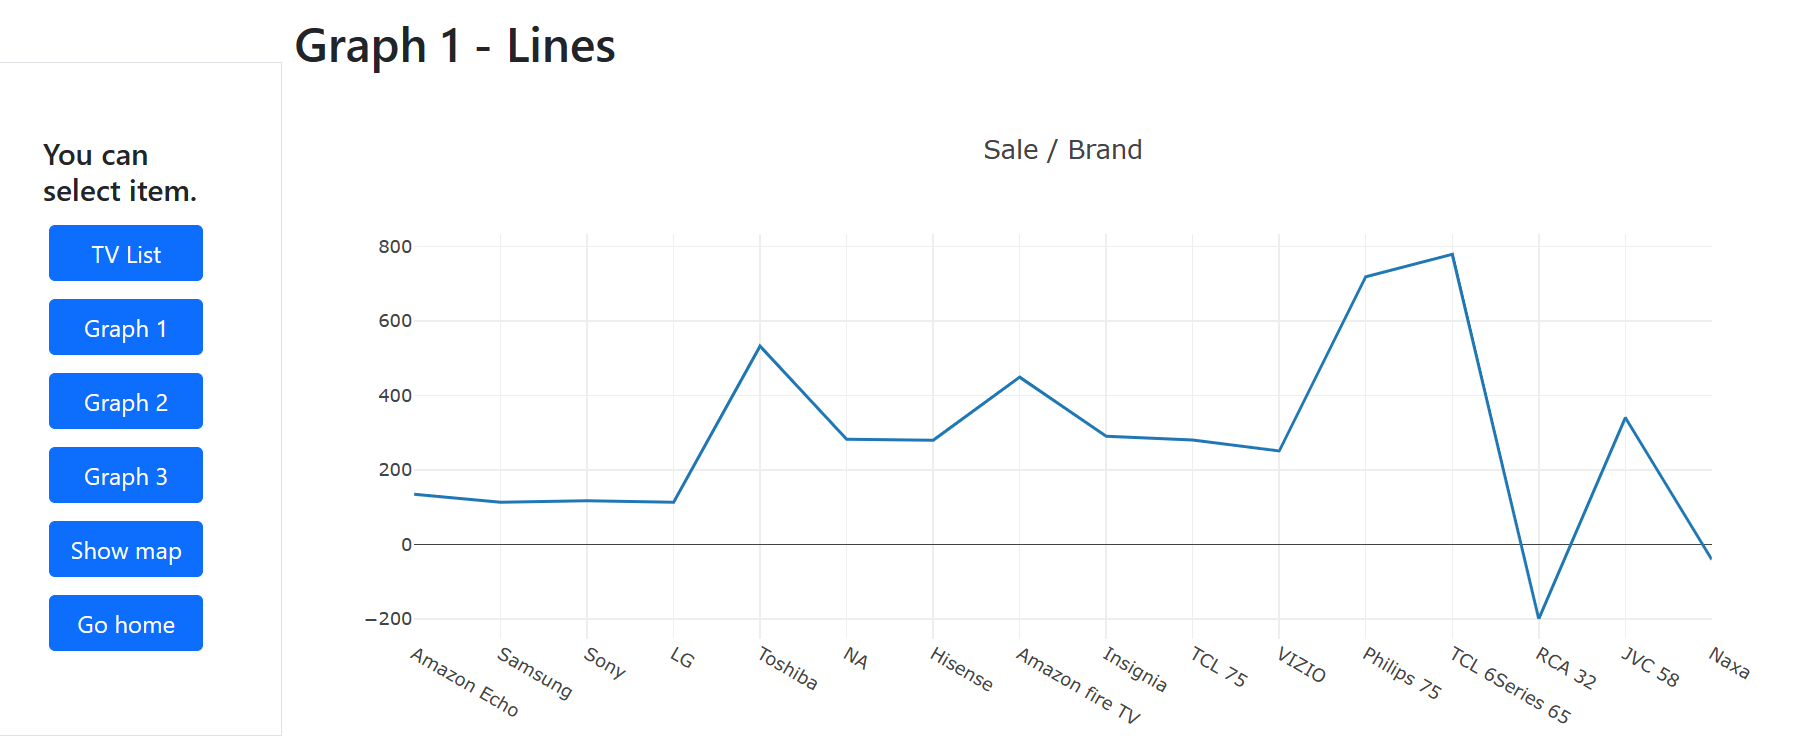 Graph 1 - Lines
You can
select item.
TV List
Graph 1
Graph 2
Graph 3
Show map
Go home
Sale / Brand
800
600
400
200
0
−200
Amazon Echo
Samsung
Sony
LG
Toshiba
NA
Hisense
Amazon fire TV
Insignia
TCL 75
VIZIO
Philips 75
TCL 6Series 65
RCA 32
JVC 58
Naxa